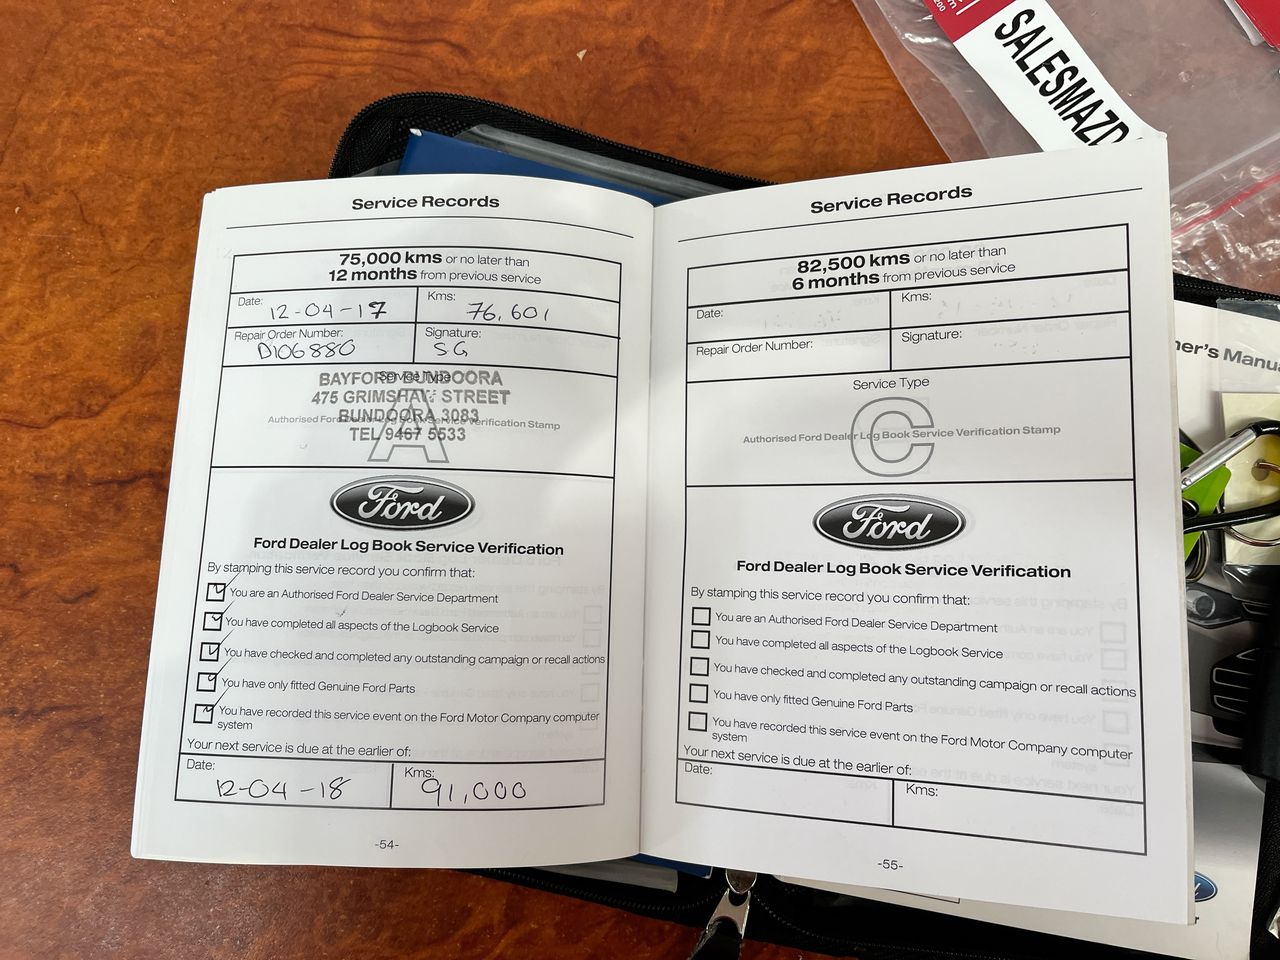 SALESMAZD
Service Records
75,000 kms or no later than
12 months from previous service
Date: 12-04-17 Kms: 76,601
Repair Order Number: D106880 Signature: SG
Service Type
BAYFORD BUNDOORA
475 GRIMSHAW STREET
BUNDOORA 3083
TEL 9467 5533
Authorised Ford Dealer Log Book Service Verification Stamp
A
Ford
Ford Dealer Log Book Service Verification
By stamping this service record you confirm that:
You are an Authorised Ford Dealer Service Department
You have completed all aspects of the Logbook Service
You have checked and completed any outstanding campaign or recall actions
You have only fitted Genuine Ford Parts
You have recorded this service event on the Ford Motor Company computer
system
Your next service is due at the earlier of:
Date: 12-04-18 Kms: 91,000
-54-
Service Records
82,500 kms or no later than
6 months from previous service
Date: Kms:
Repair Order Number: Signature:
Service Type
Authorised Ford Dealer Log Book Service Verification Stamp
C
Ford
Ford Dealer Log Book Service Verification
By stamping this service record you confirm that:
You are an Authorised Ford Dealer Service Department
You have completed all aspects of the Logbook Service
You have checked and completed any outstanding campaign or recall actions
You have only fitted Genuine Ford Parts
You have recorded this service event on the Ford Motor Company computer
system
Your next service is due at the earlier of:
Date: Kms:
-55-
ner's Manua